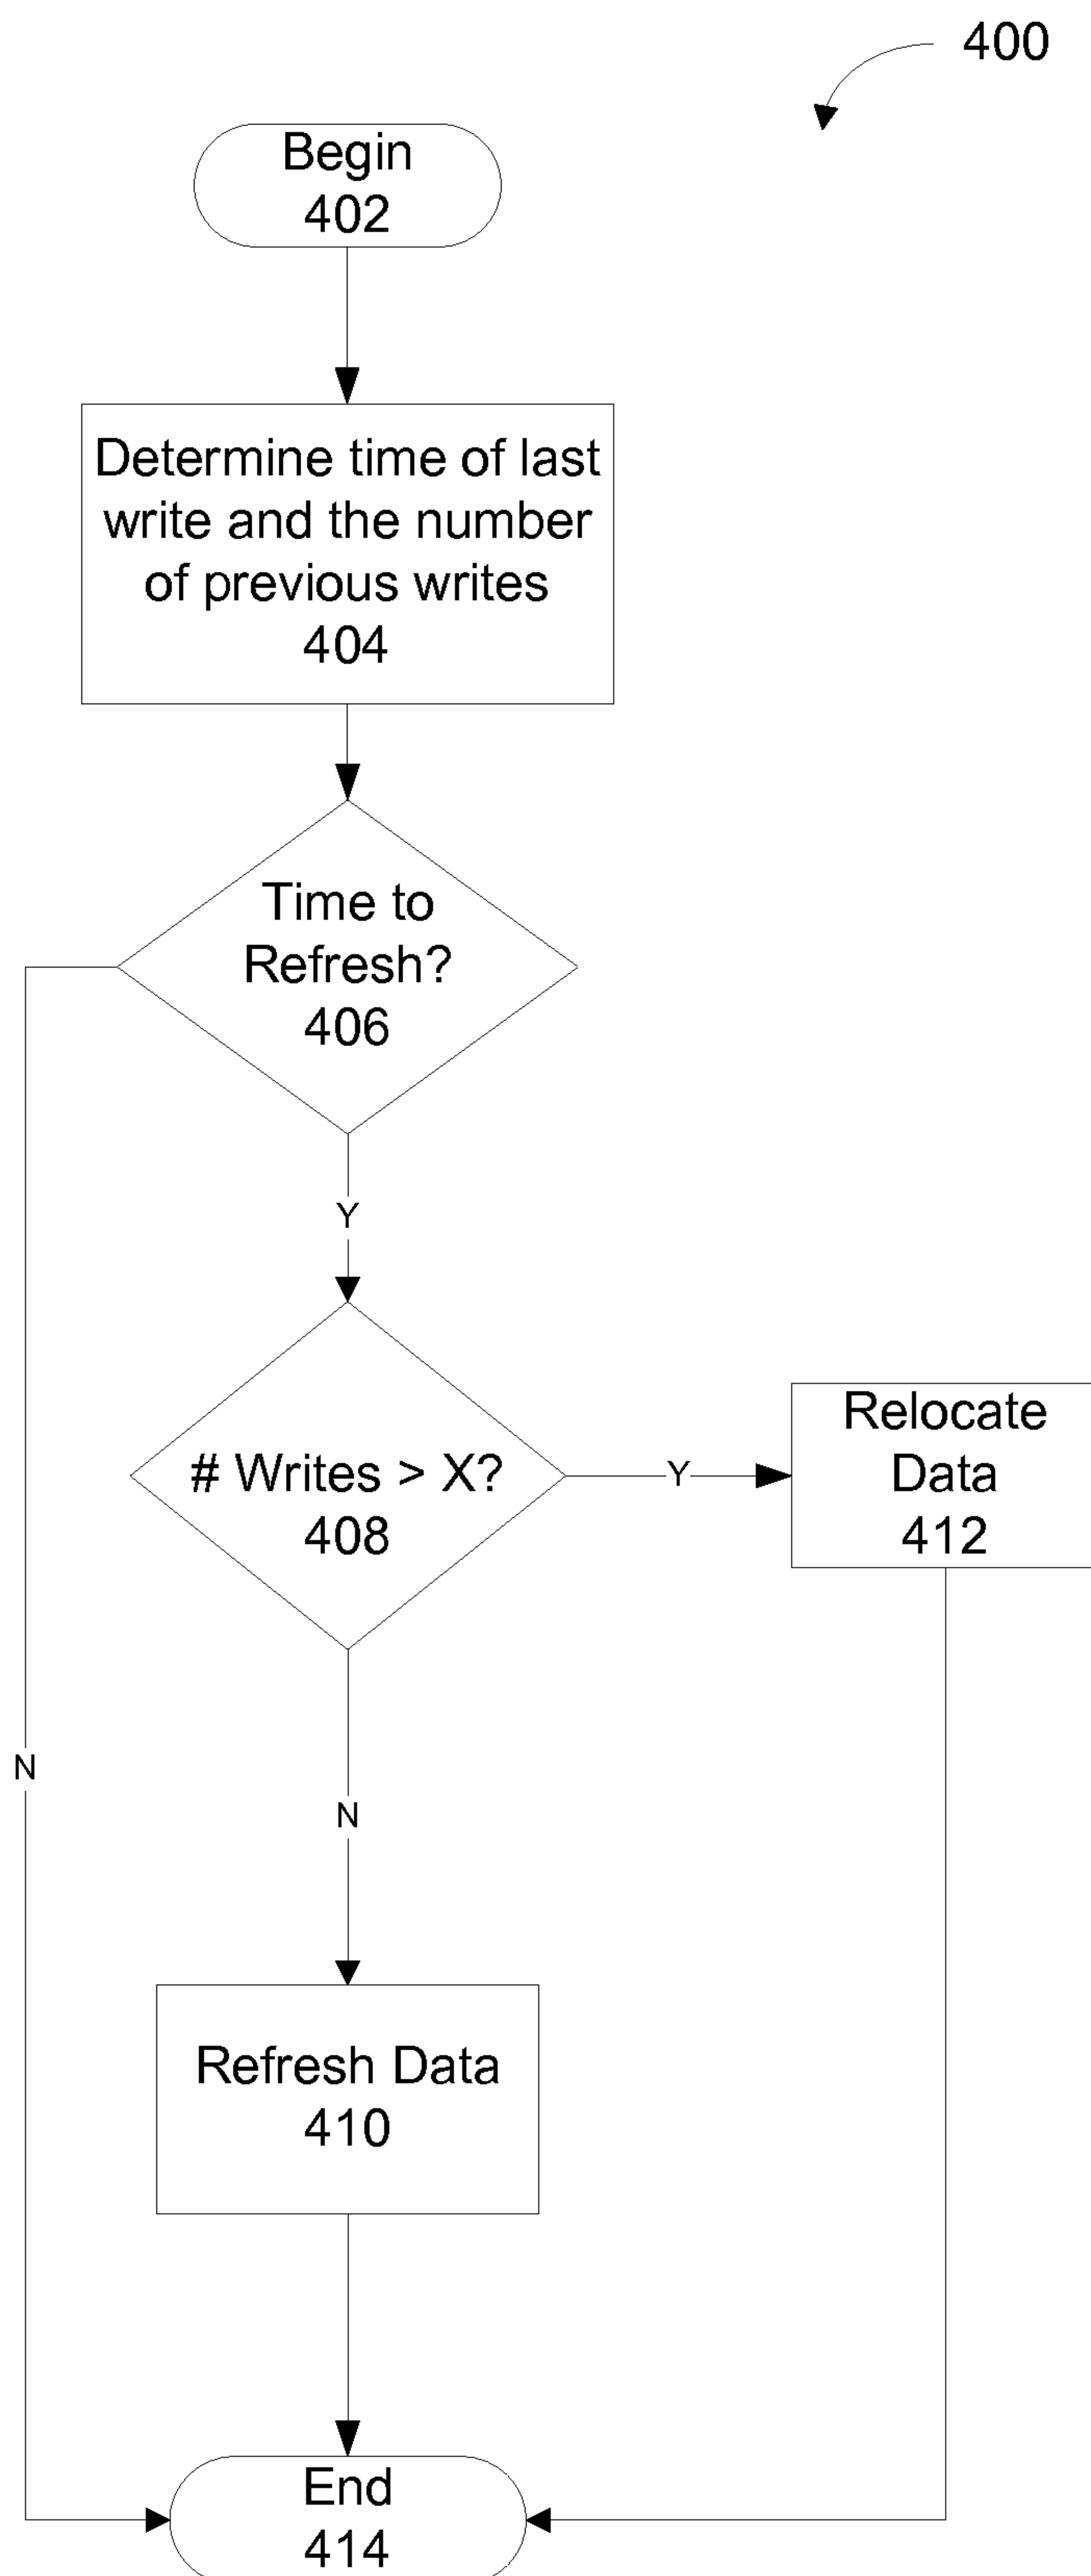 400
Begin
402
Determine time of last
write and the number
of previous writes
404
Time to
Refresh?
406
Y
# Writes > X?
408
Y
Relocate
Data
412
N
N
Refresh Data
410
End
414